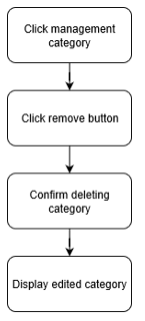 Click management
category
Click remove button
Confirm deleting
category
Display edited category